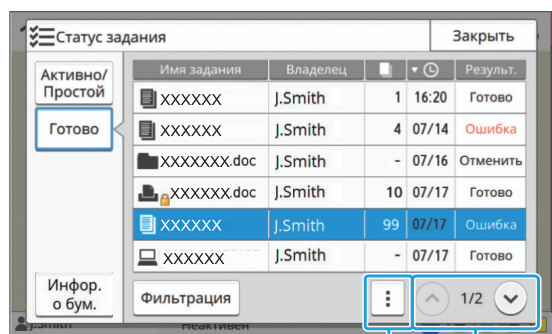 Статус задания
Закрыть
Активно/
Простой
Готово
Инфор.
о бум.
Имя задания Владелец Результ.
XXXXXX J.Smith 1 16:20 Готово
XXXXXX J.Smith 4 07/14 Ошибка
XXXXXXX.doc J.Smith - 07/16 Отменить
XXXXXXX.doc J.Smith 10 07/17 Готово
XXXXXX J.Smith 99 07/17 Ошибка
XXXXXX J.Smith - 07/17 Готово
Фильтрация
1/2
J.Smith Неактивен